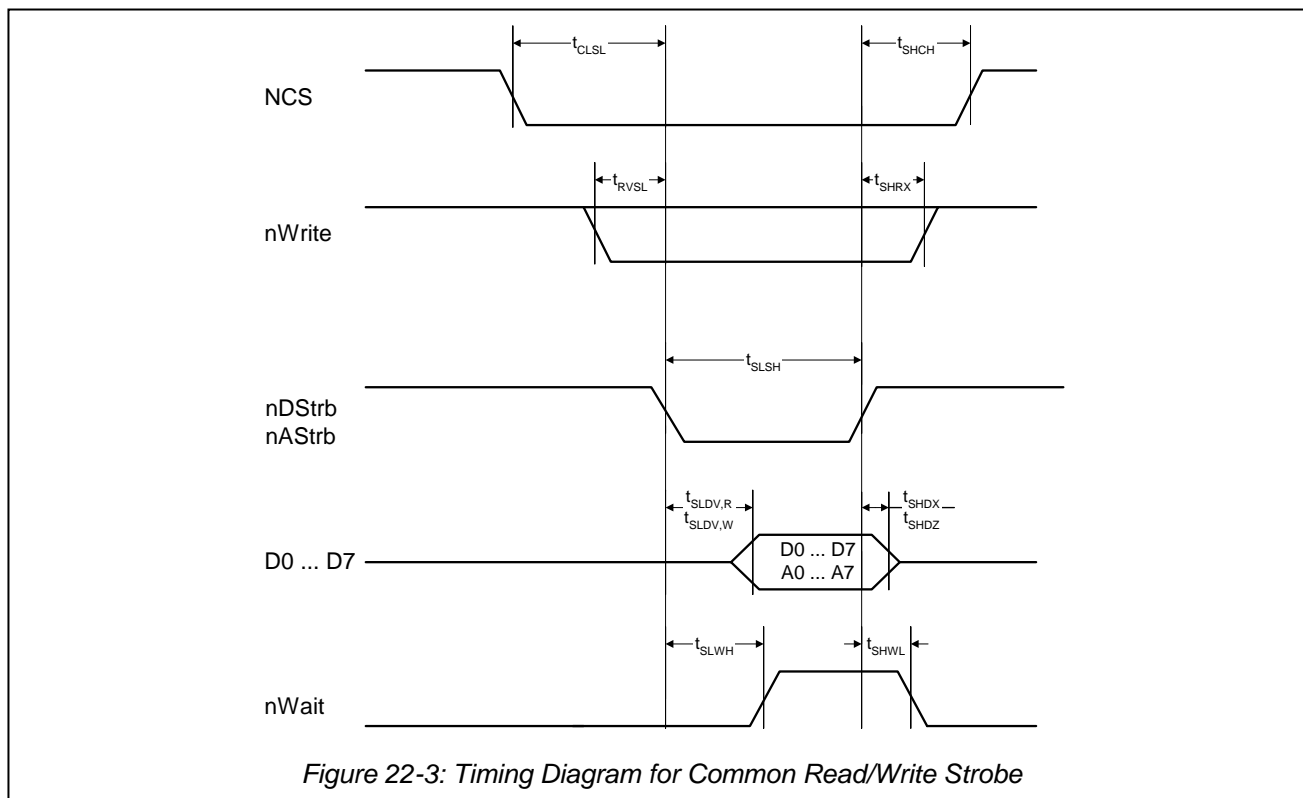 tCLSL
tSHCH
NCS
tRVSL
tSHRX
nWrite
tSLSH
nDStrb
nAStrb
tSLDV,R
tSHDX
tSLDV,W
tSHDZ
D0 ... D7
D0 ... D7
A0 ... A7
tSLWH
tSHWL
nWait
Figure 22-3: Timing Diagram for Common Read/Write Strobe